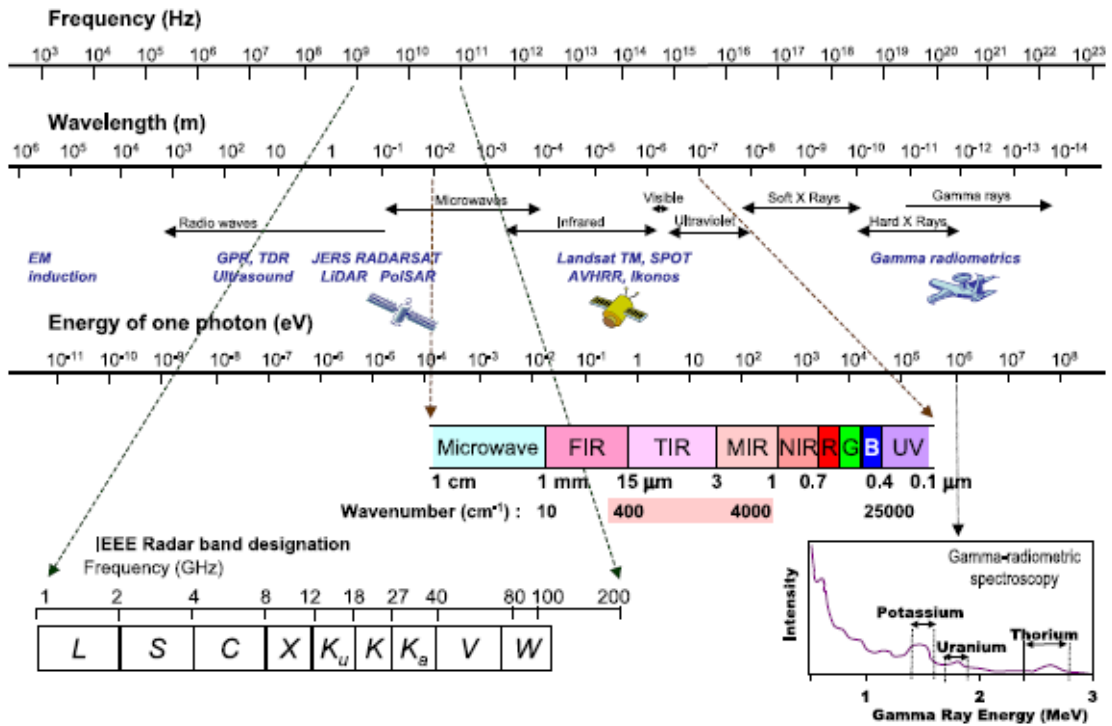 Frequency (Hz)
10³ 10⁴ 10⁵ 10⁶ 10⁷ 10⁸ 10⁹ 10¹⁰ 10¹¹ 10¹² 10¹³ 10¹⁴ 10¹⁵ 10¹⁶ 10¹⁷ 10¹⁸ 10¹⁹ 10²⁰ 10²¹ 10²² 10²³
Wavelength (m)
10⁶ 10⁵ 10⁴ 10³ 10² 10 1 10⁻¹ 10⁻² 10⁻³ 10⁻⁴ 10⁻⁵ 10⁻⁶ 10⁻⁷ 10⁻⁸ 10⁻⁹ 10⁻¹⁰ 10⁻¹¹ 10⁻¹² 10⁻¹³ 10⁻¹⁴
Microwaves Visible Soft X Rays Gamma rays
Radio waves Infrared Ultraviolet Hard X Rays
EM GPR, TDR JERS RADARSAT Landsat TM, SPOT Gamma radiometrics
induction Ultrasound LiDAR PolSAR AVHRR, Ikonos
Energy of one photon (eV)
10⁻¹¹ 10⁻¹⁰ 10⁻⁹ 10⁻⁸ 10⁻⁷ 10⁻⁶ 10⁻⁵ 10⁻⁴ 10⁻³ 10⁻² 10⁻¹ 1 10 10² 10³ 10⁴ 10⁵ 10⁶ 10⁷ 10⁸
Microwave FIR TIR MIR NIR R G B UV
1 cm 1 mm 15 µm 3 1 0.7 0.4 0.1 µm
Wavenumber (cm⁻¹) : 10 400 4000 25000
IEEE Radar band designation
Frequency (GHz)
1 2 4 8 12 18 27 40 80 100 200
L S C X Kᵤ K Kₐ V W
Gamma-radiometric
spectroscopy
Intensity
Potassium
Uranium
Thorium
1 2 3
Gamma Ray Energy (MeV)